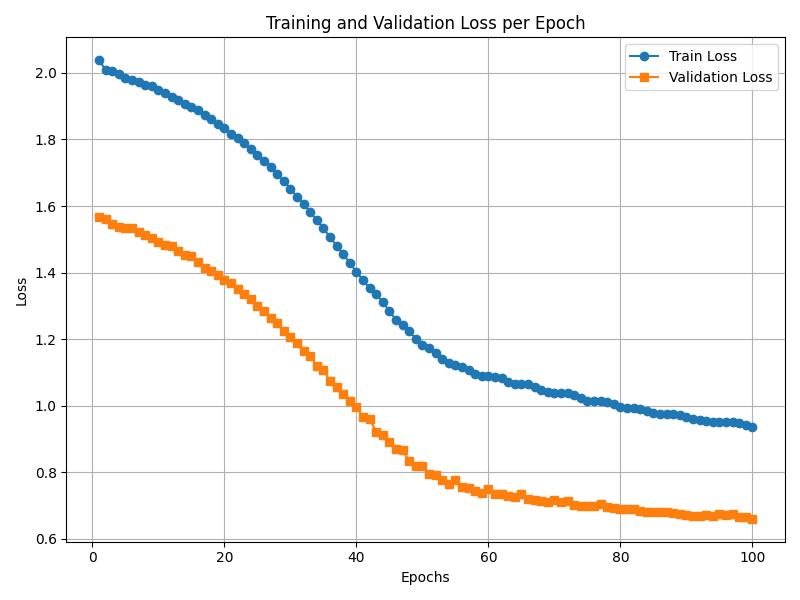 Training and Validation Loss per Epoch
Train Loss
Validation Loss
2.0
1.8
1.6
1.4
1.2
1.0
0.8
0.6
Loss
0 20 40 60 80 100
Epochs